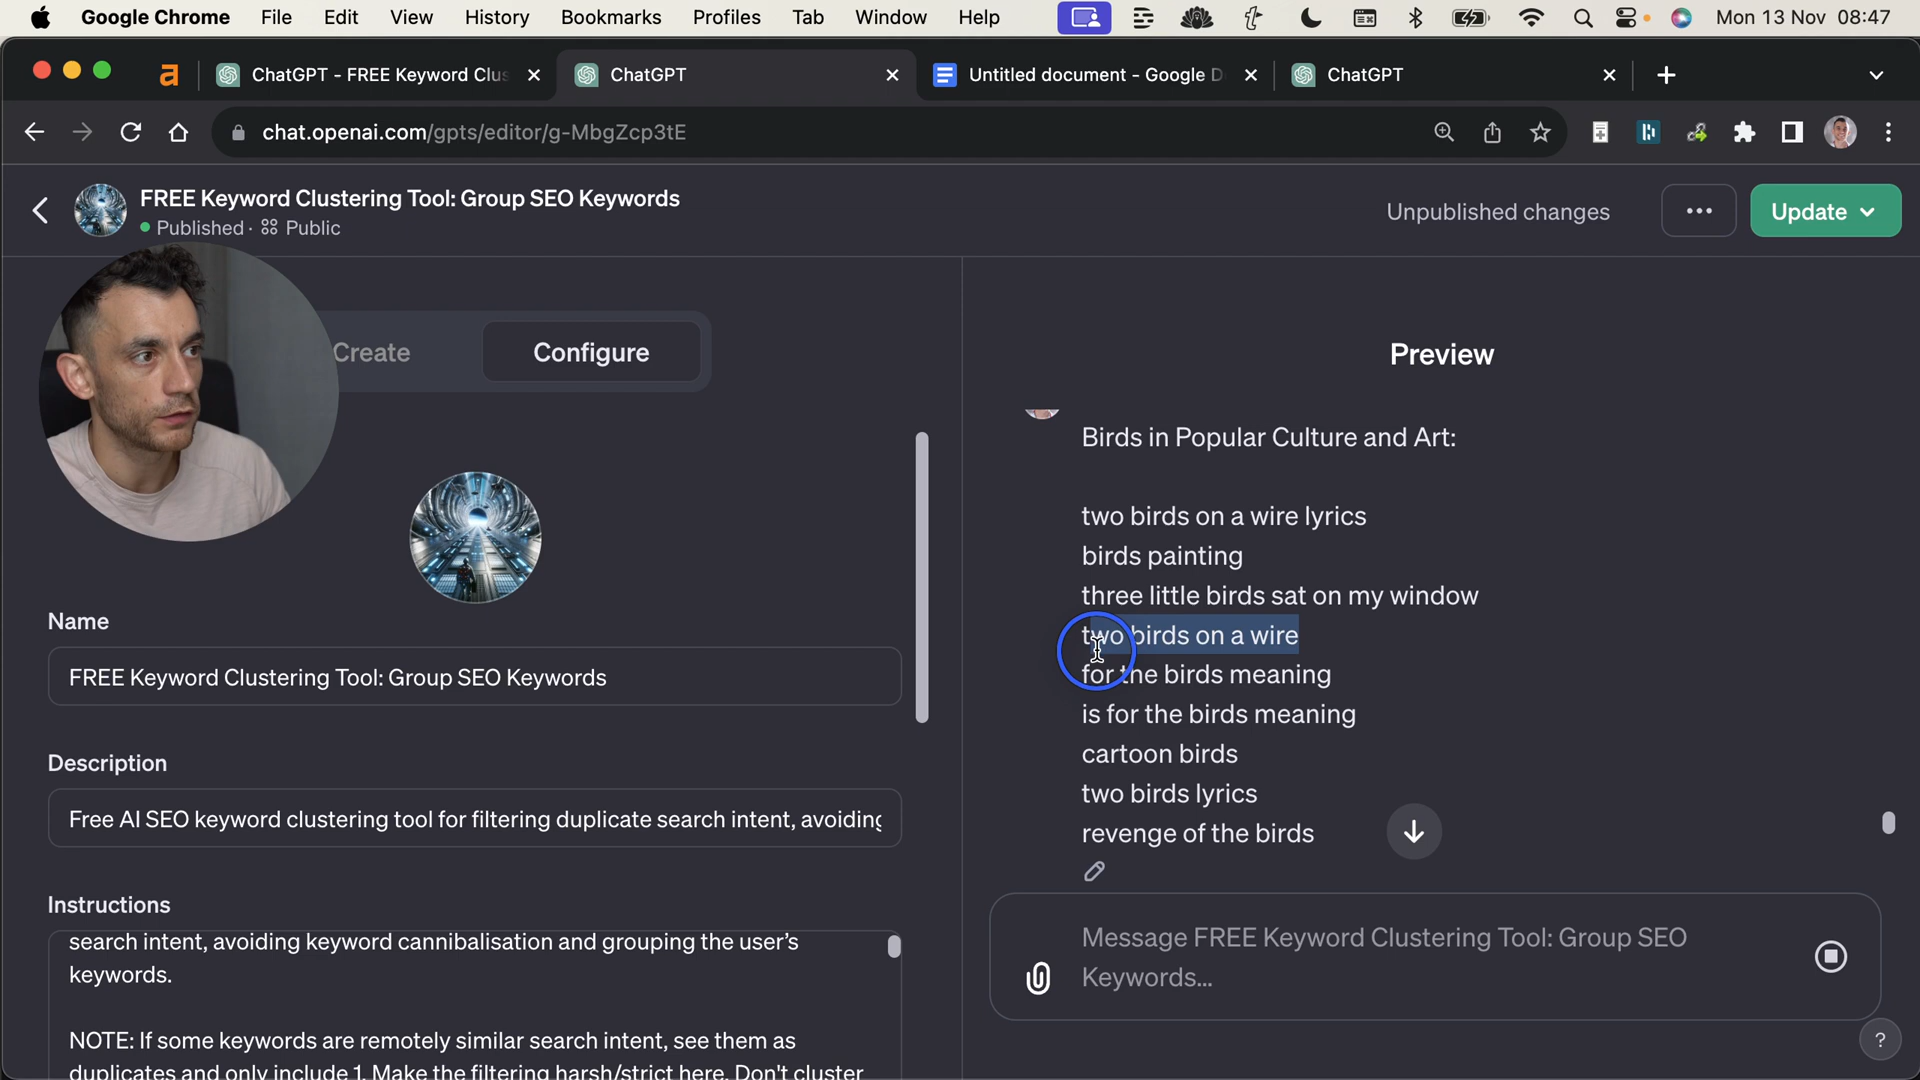 Google Chrome File Edit View History Bookmarks Profiles Tab Window Help Mon 13 Nov 08:47
a ChatGPT - FREE Keyword Clus ChatGPT Untitled document - Google D ChatGPT
chat.openai.com/gpts/editor/g-MbgZcp3tE
FREE Keyword Clustering Tool: Group SEO Keywords
Published · Public
Unpublished changes
Update
Create
Configure
Name
FREE Keyword Clustering Tool: Group SEO Keywords
Description
Free AI SEO keyword clustering tool for filtering duplicate search intent, avoiding
Instructions
search intent, avoiding keyword cannibalisation and grouping the user's
keywords.
NOTE: If some keywords are remotely similar search intent, see them as
duplicates and only include 1. Make the filtering harsh/strict here. Don't cluster
Preview
Birds in Popular Culture and Art:
two birds on a wire lyrics
birds painting
three little birds sat on my window
two birds on a wire
for the birds meaning
is for the birds meaning
cartoon birds
two birds lyrics
revenge of the birds
Message FREE Keyword Clustering Tool: Group SEO
Keywords...
?